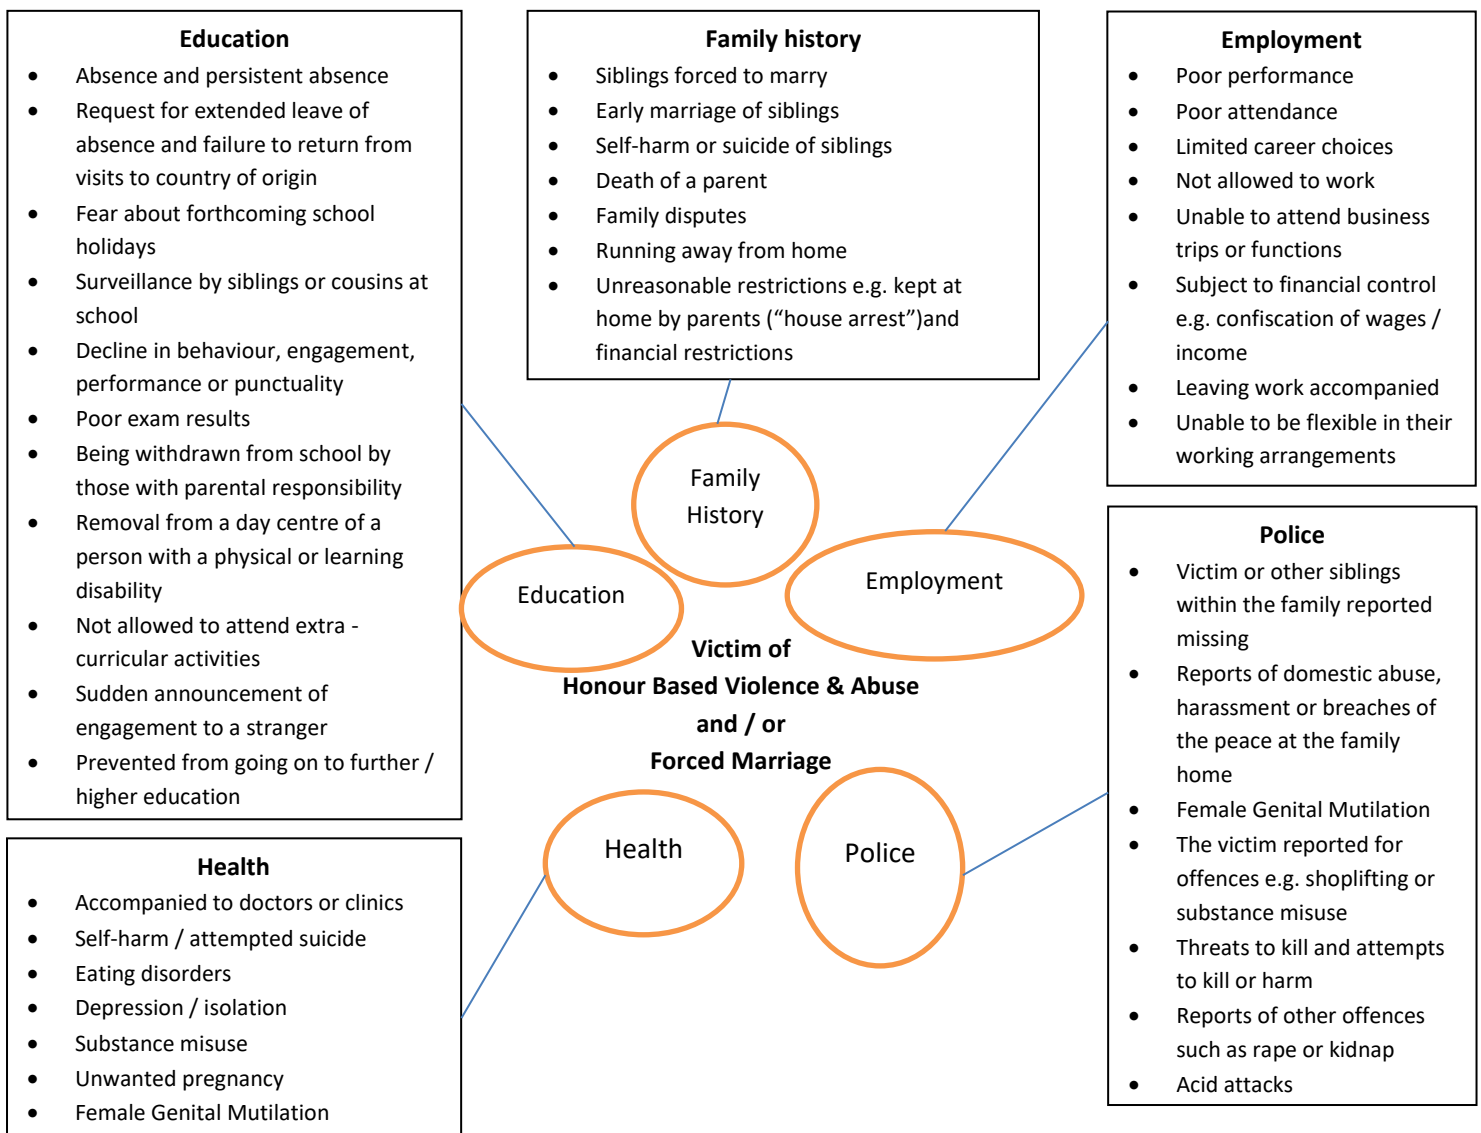 Education
• Absence and persistent absence
• Request for extended leave of
absence and failure to return from
visits to country of origin
• Fear about forthcoming school
holidays
• Surveillance by siblings or cousins at
school
• Decline in behaviour, engagement,
performance or punctuality
• Poor exam results
• Being withdrawn from school by
those with parental responsibility
• Removal from a day centre of a
person with a physical or learning
disability
• Not allowed to attend extra -
curricular activities
• Sudden announcement of
engagement to a stranger
• Prevented from going on to further /
higher education
Family history
• Siblings forced to marry
• Early marriage of siblings
• Self-harm or suicide of siblings
• Death of a parent
• Family disputes
• Running away from home
• Unreasonable restrictions e.g. kept at
home by parents (“house arrest”)and
financial restrictions
Employment
• Poor performance
• Poor attendance
• Limited career choices
• Not allowed to work
• Unable to attend business
trips or functions
• Subject to financial control
e.g. confiscation of wages /
income
• Leaving work accompanied
• Unable to be flexible in their
working arrangements
Family
History
Education
Employment
Victim of
Honour Based Violence & Abuse
and / or
Forced Marriage
Health
Police
Police
• Victim or other siblings
within the family reported
missing
• Reports of domestic abuse,
harassment or breaches of
the peace at the family
home
• Female Genital Mutilation
• The victim reported for
offences e.g. shoplifting or
substance misuse
• Threats to kill and attempts
to kill or harm
• Reports of other offences
such as rape or kidnap
• Acid attacks
Health
• Accompanied to doctors or clinics
• Self-harm / attempted suicide
• Eating disorders
• Depression / isolation
• Substance misuse
• Unwanted pregnancy
• Female Genital Mutilation